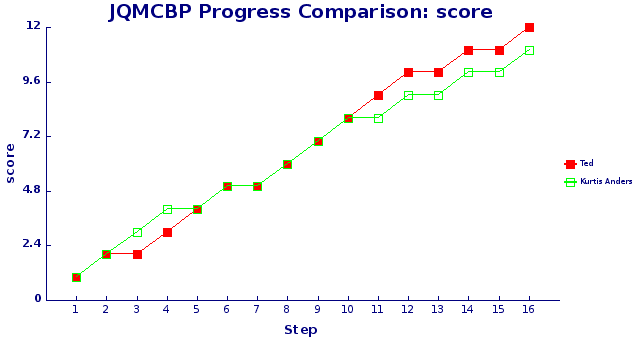 JQMCBP Progress Comparison: score
12
9.6
7.2
4.8
2.4
0
score
1 2 3 4 5 6 7 8 9 10 11 12 13 14 15 16
Step
Ted
Kurtis Anders